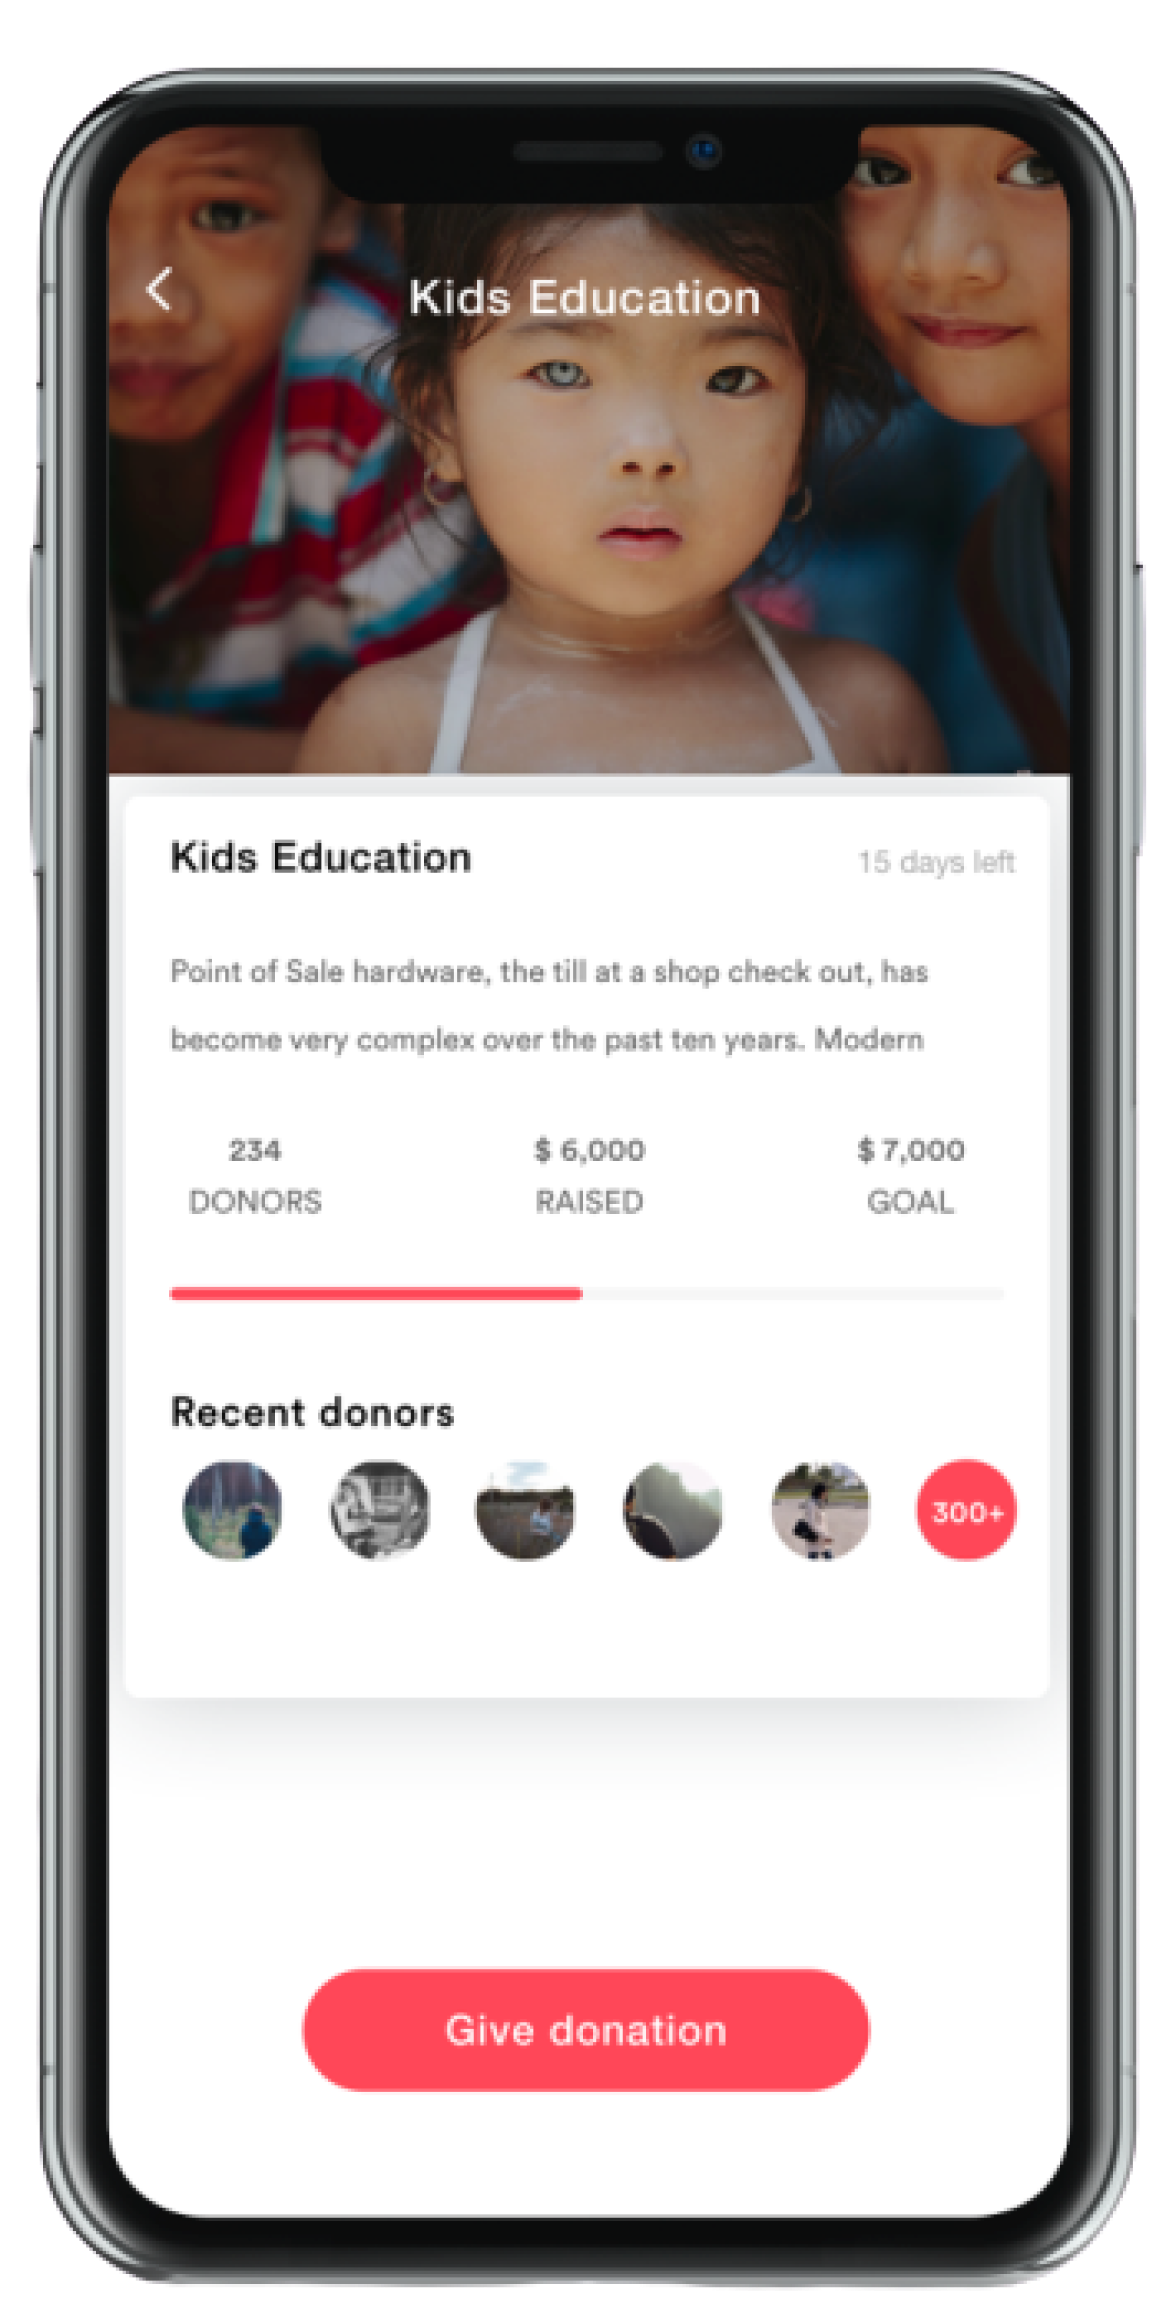 Kids Education
Kids Education
15 days left
Point of Sale hardware, the till at a shop check out, has
become very complex over the past ten years. Modern
234
$ 6,000
$ 7,000
DONORS
RAISED
GOAL
Recent donors
300+
Give donation